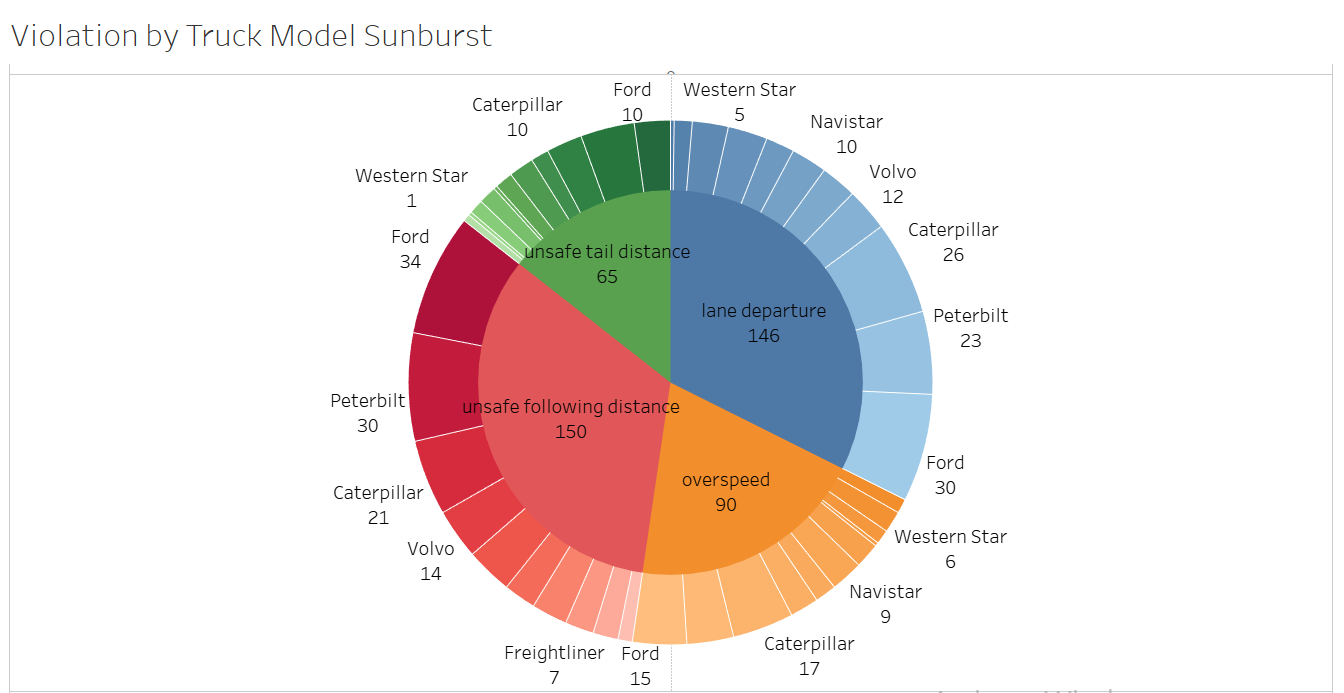 Violation by Truck Model Sunburst
Ford
10
Western Star
5
Caterpillar
10
Navistar
10
Volvo
12
Western Star
1
Caterpillar
26
Ford
34
unsafe tail distance
65
lane departure
146
Peterbilt
23
Peterbilt
30
unsafe following distance
150
Ford
30
overspeed
90
Caterpillar
21
Western Star
6
Volvo
14
Navistar
9
Caterpillar
17
Freightliner
7
Ford
15